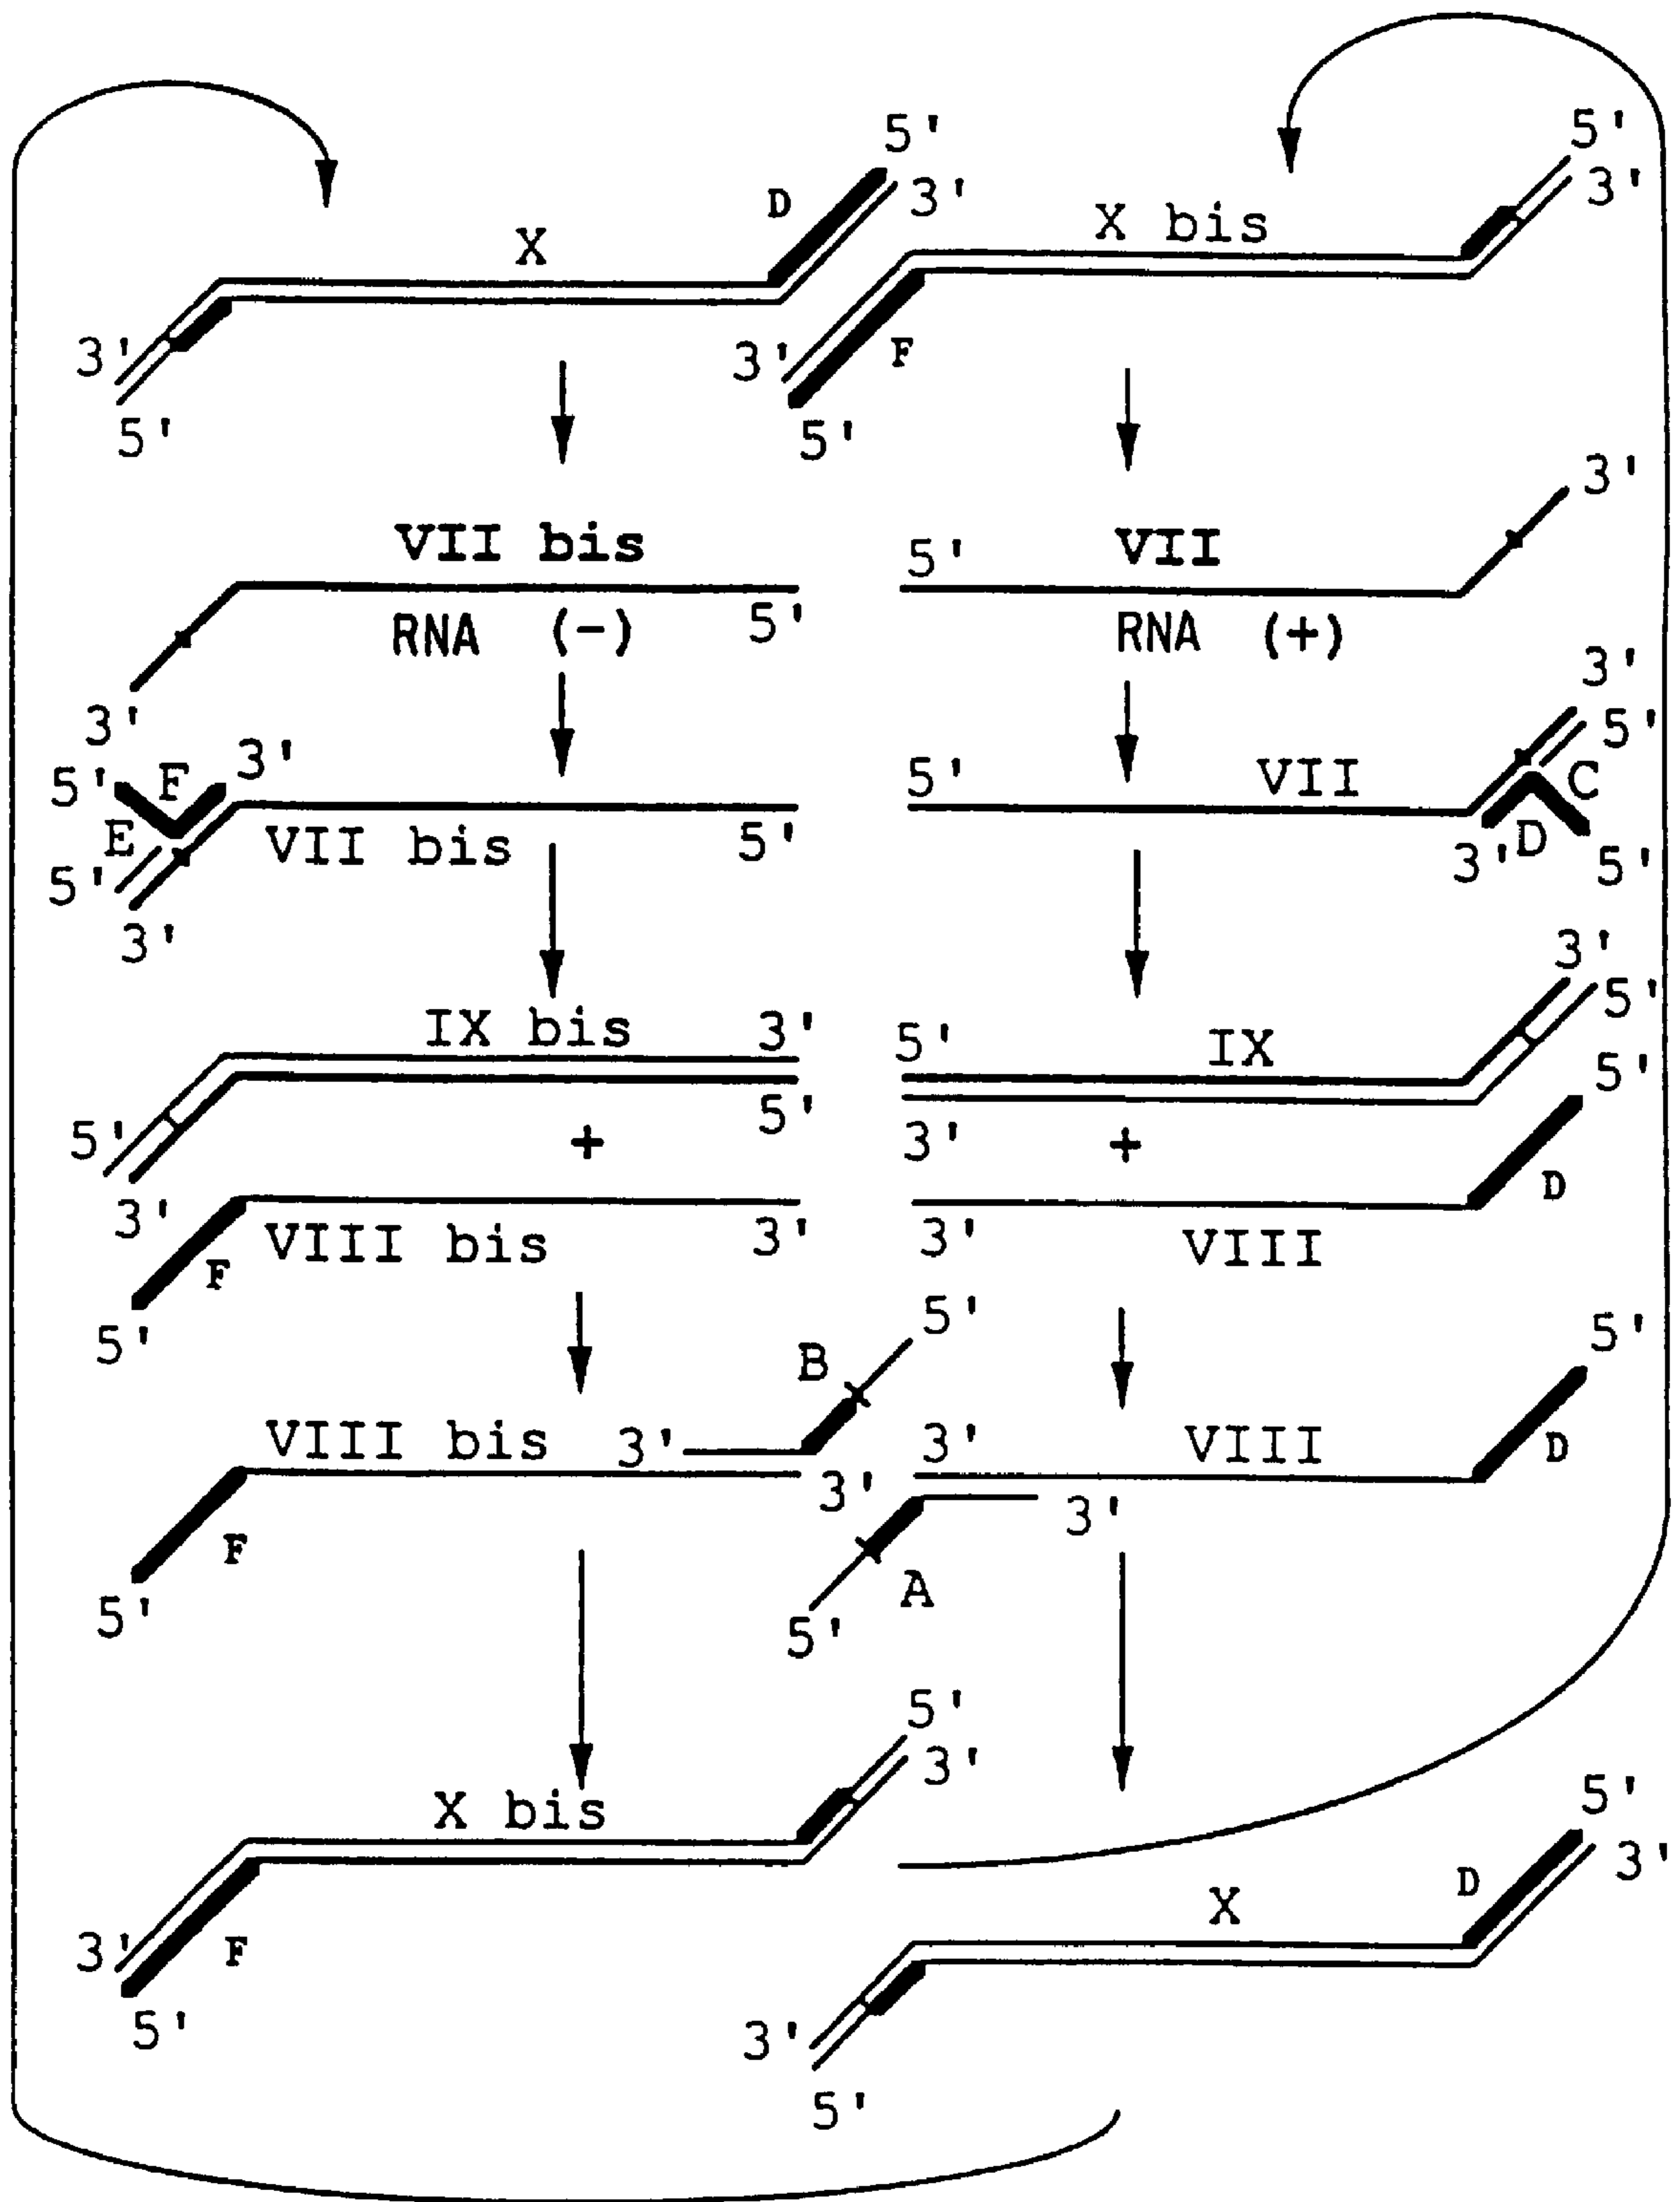 5' 5'
D 3' X bis 3'
X
3' 3' F
5' 5'
3'
VII bis 5' VII
RNA (-) 5' RNA (+)
3' 3'
5' F 3' 5' VII 5'
E VII bis 5' D C
5' 3' 5'
3'
3'
IX bis 3' 5' IX 5'
5' 5' 3' 5'
+ +
3' D
VIII bis 3' 3' VIII
F
5' 5' 5'
B
VIII bis 3' 3' VIII D
3' 3'
F
5' A
5'
5'
3'
X bis 5'
D 3'
X
3' F
5' 3'
5'